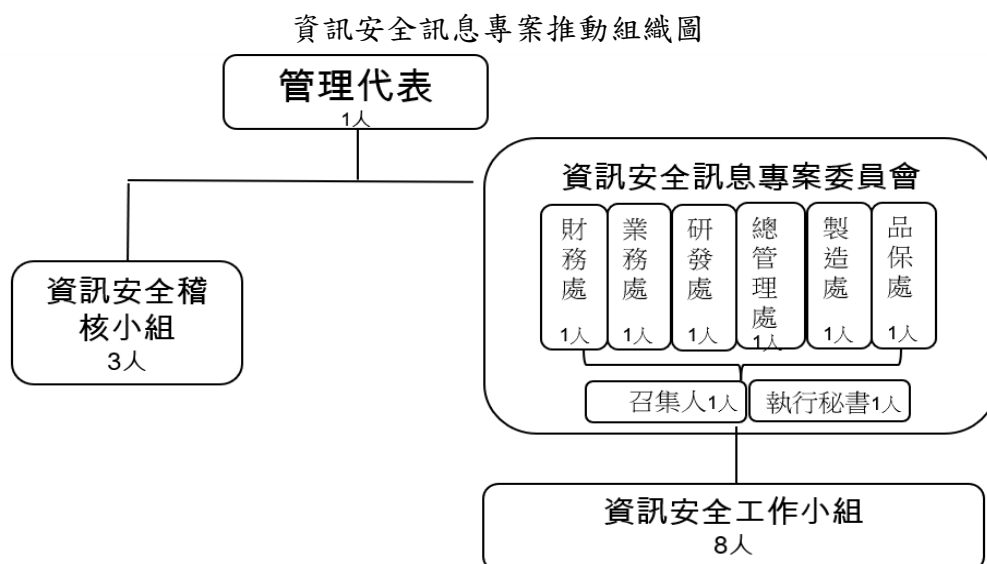 資訊安全訊息專案推動組織圖
管理代表
1人
資訊安全訊息專案委員會
財務處
1人
業務處
1人
研發處
1人
總管理處
1人
製造處
1人
品保處
1人
召集人1人
執行秘書1人
資訊安全稽
核小組
3人
資訊安全工作小組
8人